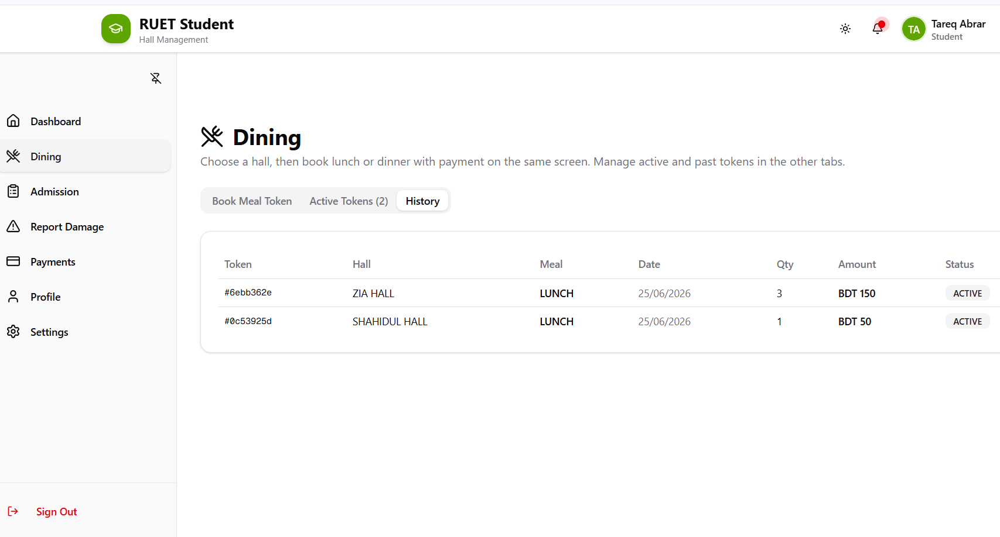 RUET Student
Hall Management
TA
Tareq Abrar
Student
Dashboard
Dining
Admission
Report Damage
Payments
Profile
Settings
Sign Out
Dining
Choose a hall, then book lunch or dinner with payment on the same screen. Manage active and past tokens in the other tabs.
Book Meal Token Active Tokens (2) History
Token Hall Meal Date Qty Amount Status
#6ebb362e ZIA HALL LUNCH 25/06/2026 3 BDT 150 ACTIVE
#0c53925d SHAHIDUL HALL LUNCH 25/06/2026 1 BDT 50 ACTIVE